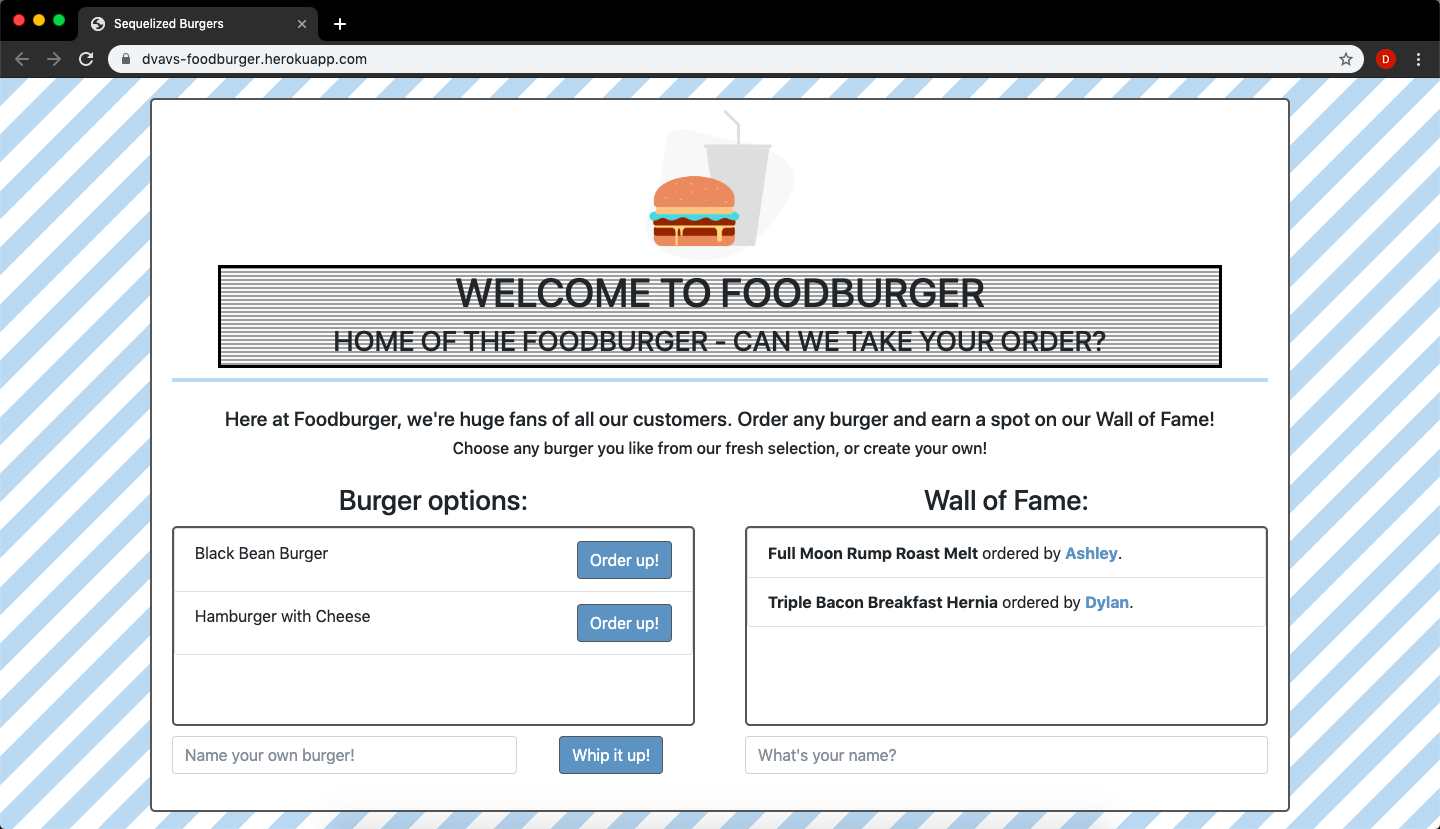 Sequelized Burgers
dvavs-foodburger.herokuapp.com
D
WELCOME TO FOODBURGER
HOME OF THE FOODBURGER - CAN WE TAKE YOUR ORDER?
Here at Foodburger, we're huge fans of all our customers. Order any burger and earn a spot on our Wall of Fame!
Choose any burger you like from our fresh selection, or create your own!
Burger options:
Black Bean Burger
Order up!
Hamburger with Cheese
Order up!
Name your own burger!
Whip it up!
Wall of Fame:
Full Moon Rump Roast Melt ordered by Ashley.
Triple Bacon Breakfast Hernia ordered by Dylan.
What's your name?